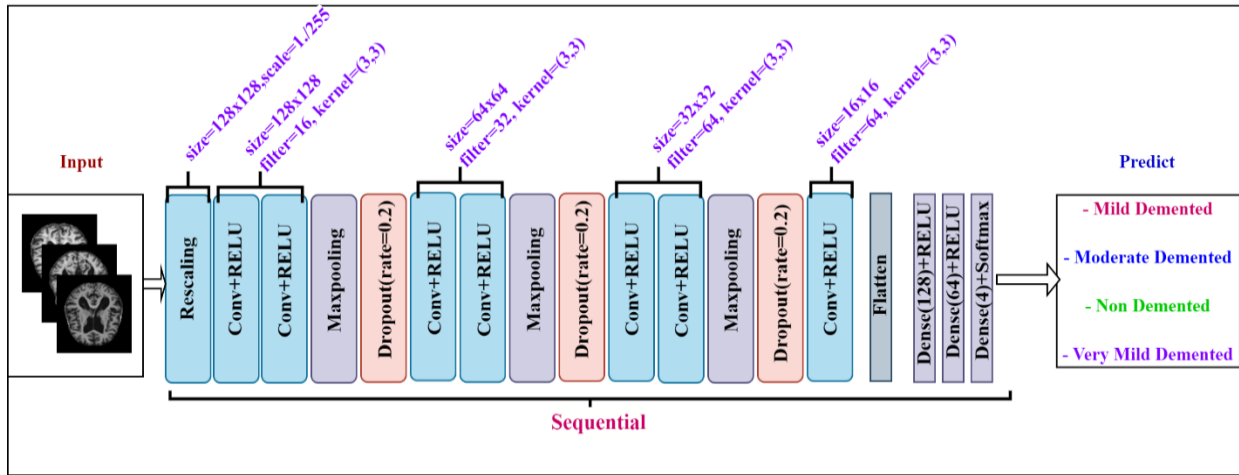 size=128x128,scale=1./255
size=128x128
filter=16, kernel=(3,3)
size=64x64
filter=32, kernel=(3,3)
size=32x32
filter=64, kernel=(3,3)
size=16x16
filter=64, kernel=(3,3)
Input
Predict
Rescaling
Conv+RELU
Conv+RELU
Maxpooling
Dropout(rate=0.2)
Conv+RELU
Conv+RELU
Maxpooling
Dropout(rate=0.2)
Conv+RELU
Conv+RELU
Maxpooling
Dropout(rate=0.2)
Conv+RELU
Flatten
Dense(128)+RELU
Dense(64)+RELU
Dense(4)+Softmax
- Mild Demented
- Moderate Demented
- Non Demented
- Very Mild Demented
Sequential